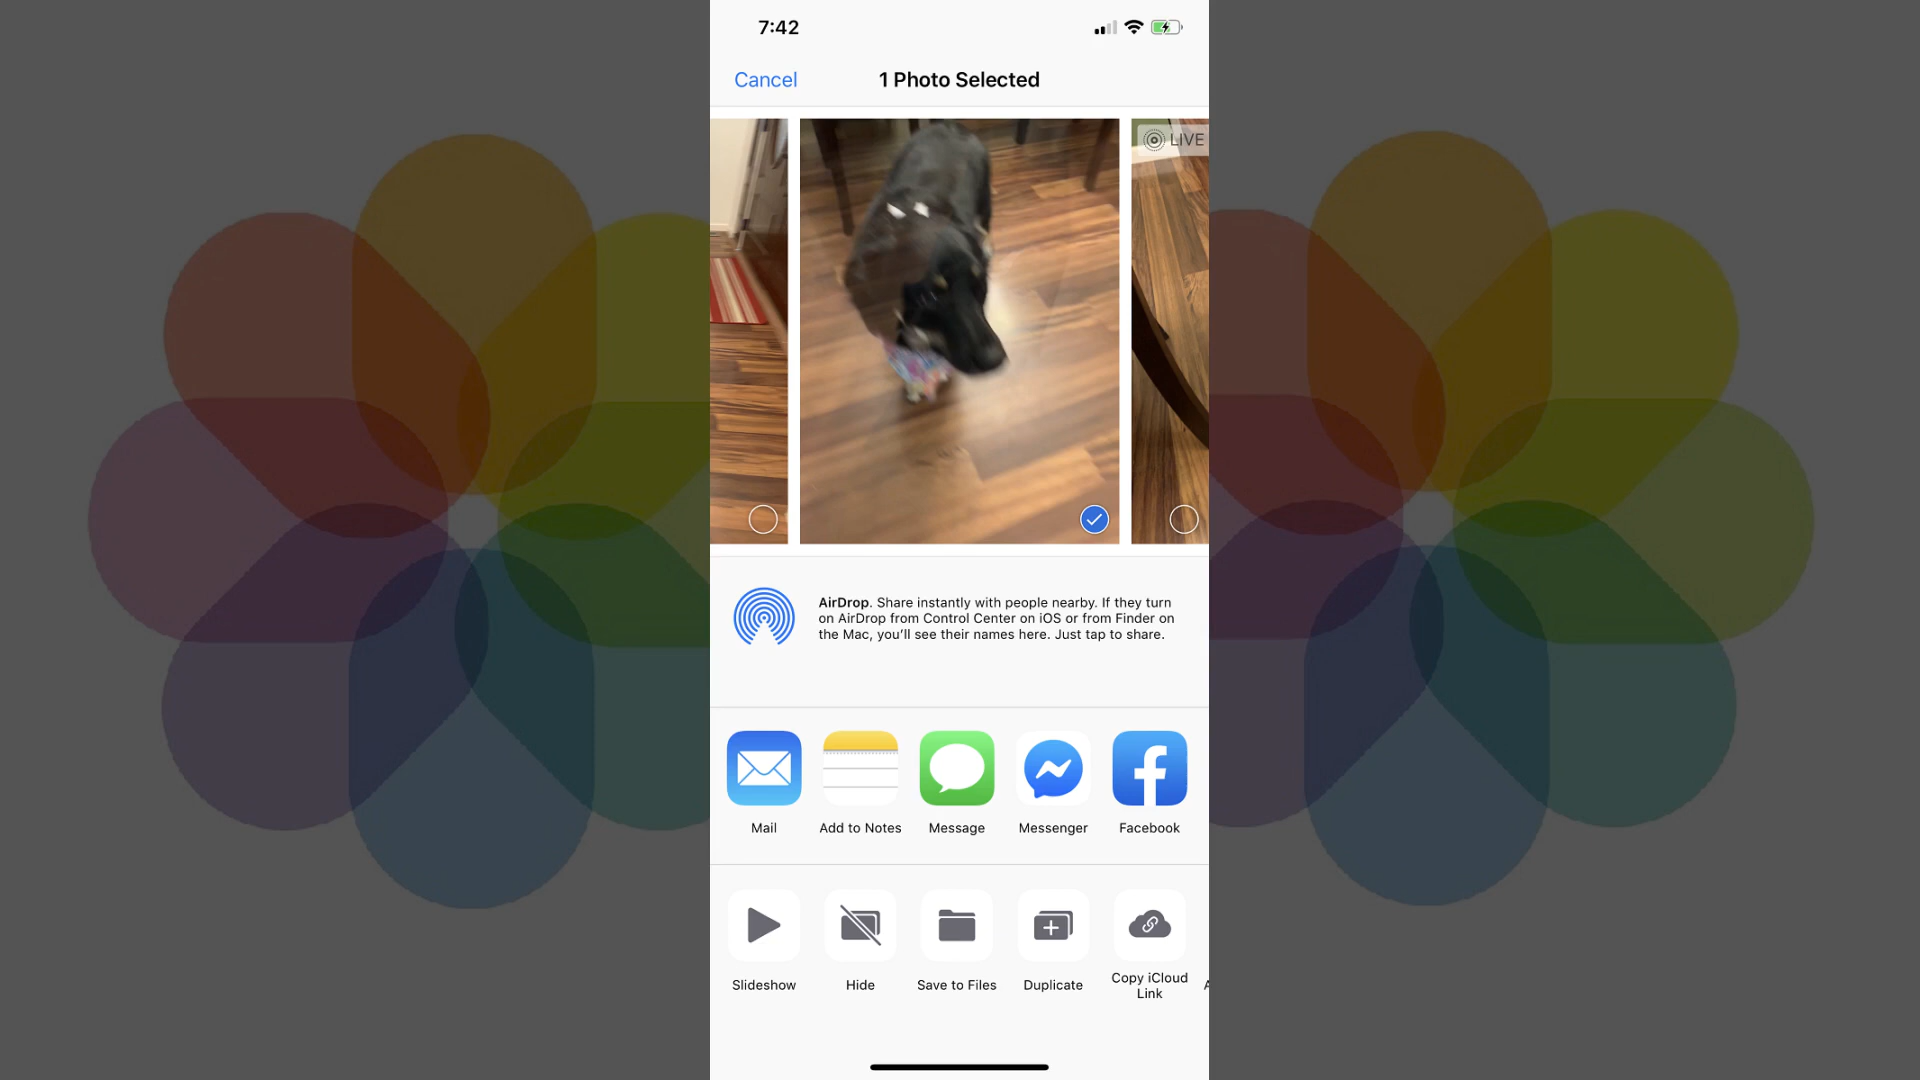 7:42
Cancel
1 Photo Selected
LIVE
AirDrop. Share instantly with people nearby. If they turn
on AirDrop from Control Center on iOS or from Finder on
the Mac, you’ll see their names here. Just tap to share.
Mail
Add to Notes
Message
Messenger
Facebook
Slideshow
Hide
Save to Files
Duplicate
Copy iCloud
Link